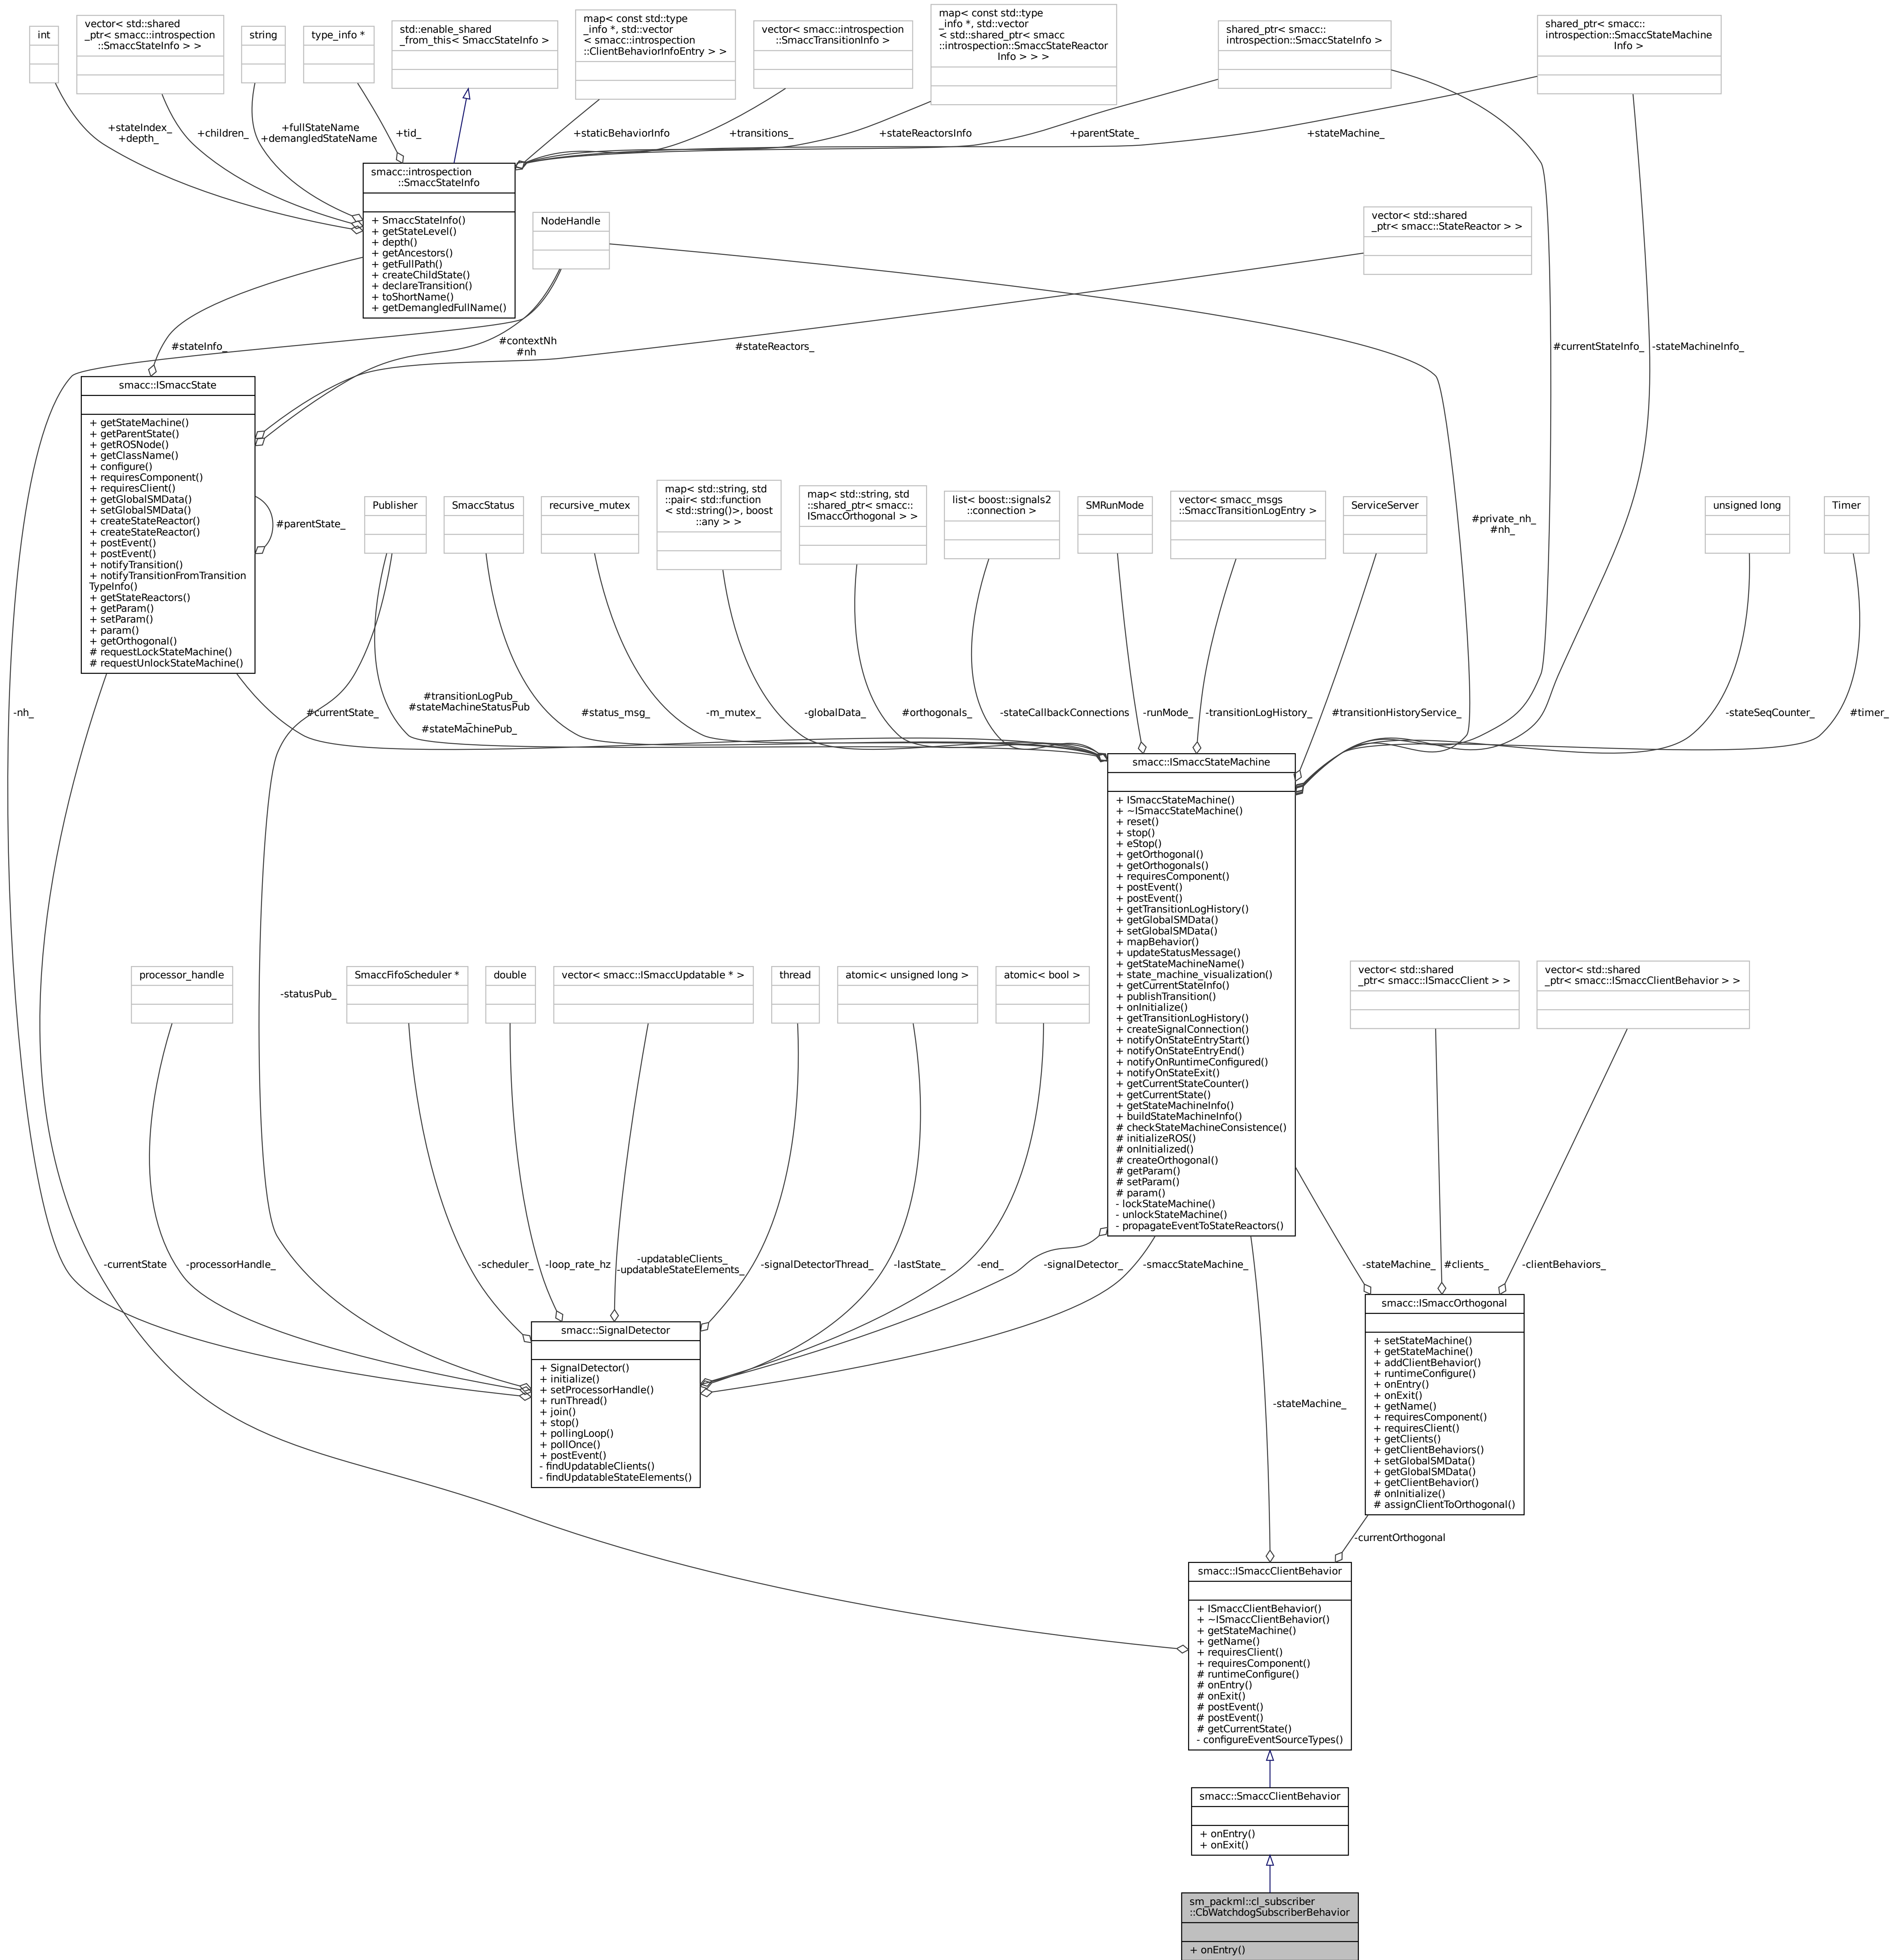 int
vector< std::shared
_ptr< smacc::introspection
::SmaccStateInfo > >
string
type_info *
std::enable_shared
_from_this< SmaccStateInfo >
map< const std::type
_info *, std::vector
< smacc::introspection
::ClientBehaviorInfoEntry > >
vector< smacc::introspection
::SmaccTransitionInfo >
map< const std::type
_info *, std::vector
< std::shared_ptr< smacc
::introspection::SmaccStateReactor
Info > > >
shared_ptr< smacc::
introspection::SmaccStateInfo >
shared_ptr< smacc::
introspection::SmaccStateMachine
Info >
+stateIndex_
+depth_
+children_
+fullStateName
+demangledStateName
+tid_
+staticBehaviorInfo
+transitions_
+stateReactorsInfo
+parentState_
+stateMachine_
smacc::introspection
::SmaccStateInfo
+ SmaccStateInfo()
+ getStateLevel()
+ depth()
+ getAncestors()
+ getFullPath()
+ createChildState()
+ declareTransition()
+ toShortName()
+ getDemangledFullName()
NodeHandle
vector< std::shared
_ptr< smacc::StateReactor > >
#stateInfo_
#contextNh
#nh
#stateReactors_
#currentStateInfo_
-stateMachineInfo_
smacc::ISmaccState
+ getStateMachine()
+ getParentState()
+ getROSNode()
+ getClassName()
+ configure()
+ requiresComponent()
+ requiresClient()
+ getGlobalSMData()
+ setGlobalSMData()
+ createStateReactor()
+ createStateReactor()
+ postEvent()
+ postEvent()
+ notifyTransition()
+ notifyTransitionFromTransition
TypeInfo()
+ getStateReactors()
+ getParam()
+ setParam()
+ param()
+ getOrthogonal()
# requestLockStateMachine()
# requestUnlockStateMachine()
#parentState_
Publisher
SmaccStatus
recursive_mutex
map< std::string, std
::pair< std::function
< std::string()>, boost
::any > >
map< std::string, std
::shared_ptr< smacc::
ISmaccOrthogonal > >
list< boost::signals2
::connection >
SMRunMode
vector< smacc_msgs
::SmaccTransitionLogEntry >
ServiceServer
#private_nh_
#nh_
unsigned long
Timer
-nh_
#currentState_
#transitionLogPub_
#stateMachineStatusPub
_
#stateMachinePub_
#status_msg_
-m_mutex_
-globalData_
#orthogonals_
-stateCallbackConnections
-runMode_
-transitionLogHistory_
#transitionHistoryService_
-stateSeqCounter_
#timer_
smacc::ISmaccStateMachine
+ ISmaccStateMachine()
+ ~ISmaccStateMachine()
+ reset()
+ stop()
+ eStop()
+ getOrthogonal()
+ getOrthogonals()
+ requiresComponent()
+ postEvent()
+ postEvent()
+ getTransitionLogHistory()
+ getGlobalSMData()
+ setGlobalSMData()
+ mapBehavior()
+ updateStatusMessage()
+ getStateMachineName()
+ state_machine_visualization()
+ getCurrentStateInfo()
+ publishTransition()
+ onInitialize()
+ getTransitionLogHistory()
+ createSignalConnection()
+ notifyOnStateEntryStart()
+ notifyOnStateEntryEnd()
+ notifyOnRuntimeConfigured()
+ notifyOnStateExit()
+ getCurrentStateCounter()
+ getCurrentState()
+ getStateMachineInfo()
+ buildStateMachineInfo()
# checkStateMachineConsistence()
# initializeROS()
# onInitialized()
# createOrthogonal()
# getParam()
# setParam()
# param()
- lockStateMachine()
- unlockStateMachine()
- propagateEventToStateReactors()
processor_handle
-statusPub_
SmaccFifoScheduler *
double
vector< smacc::ISmaccUpdatable * >
thread
atomic< unsigned long >
atomic< bool >
vector< std::shared
_ptr< smacc::ISmaccClient > >
vector< std::shared
_ptr< smacc::ISmaccClientBehavior > >
-currentState
-processorHandle_
-scheduler_
-loop_rate_hz
-updatableClients_
-updatableStateElements_
-signalDetectorThread_
-lastState_
-end_
-signalDetector_
-smaccStateMachine_
-stateMachine_
#clients_
-clientBehaviors_
smacc::SignalDetector
+ SignalDetector()
+ initialize()
+ setProcessorHandle()
+ runThread()
+ join()
+ stop()
+ pollingLoop()
+ pollOnce()
+ postEvent()
- findUpdatableClients()
- findUpdatableStateElements()
-stateMachine_
smacc::ISmaccOrthogonal
+ setStateMachine()
+ getStateMachine()
+ addClientBehavior()
+ runtimeConfigure()
+ onEntry()
+ onExit()
+ getName()
+ requiresComponent()
+ requiresClient()
+ getClients()
+ getClientBehaviors()
+ setGlobalSMData()
+ getGlobalSMData()
+ getClientBehavior()
# onInitialize()
# assignClientToOrthogonal()
-currentOrthogonal
smacc::ISmaccClientBehavior
+ ISmaccClientBehavior()
+ ~ISmaccClientBehavior()
+ getStateMachine()
+ getName()
+ requiresClient()
+ requiresComponent()
# runtimeConfigure()
# onEntry()
# onExit()
# postEvent()
# postEvent()
# getCurrentState()
- configureEventSourceTypes()
smacc::SmaccClientBehavior
+ onEntry()
+ onExit()
sm_packml::cl_subscriber
::CbWatchdogSubscriberBehavior
+ onEntry()